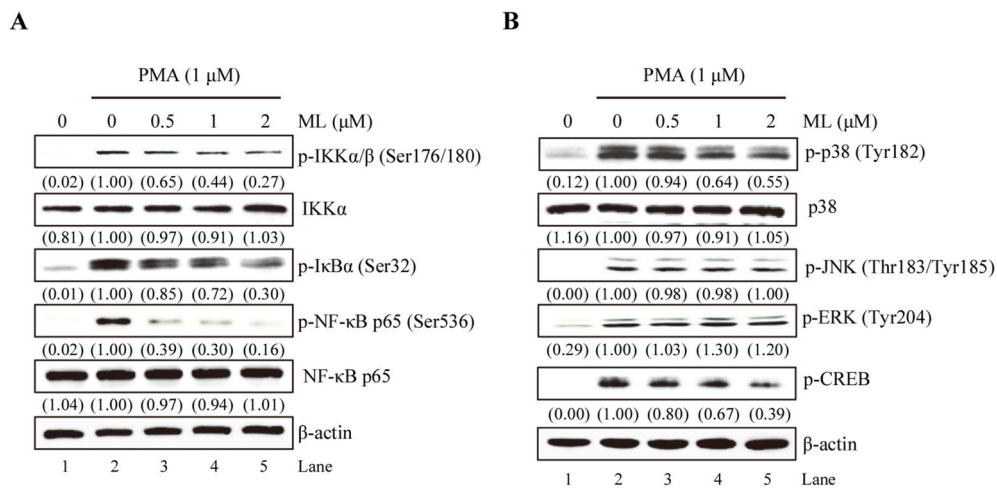 A
PMA (1 μM)
0 0 0.5 1 2 ML (μM)
p-IKKα/β (Ser176/180)
(0.02) (1.00) (0.65) (0.44) (0.27)
IKKα
(0.81) (1.00) (0.97) (0.91) (1.03)
p-IκBα (Ser32)
(0.01) (1.00) (0.85) (0.72) (0.30)
p-NF-κB p65 (Ser536)
(0.02) (1.00) (0.39) (0.30) (0.16)
NF-κB p65
(1.04) (1.00) (0.97) (0.94) (1.01)
β-actin
1 2 3 4 5 Lane
B
PMA (1 μM)
0 0 0.5 1 2 ML (μM)
p-p38 (Tyr182)
(0.12) (1.00) (0.94) (0.64) (0.55)
p38
(1.16) (1.00) (0.97) (0.91) (1.05)
p-JNK (Thr183/Tyr185)
(0.00) (1.00) (0.98) (0.98) (1.00)
p-ERK (Tyr204)
(0.29) (1.00) (1.03) (1.30) (1.20)
p-CREB
(0.00) (1.00) (0.80) (0.67) (0.39)
β-actin
1 2 3 4 5 Lane